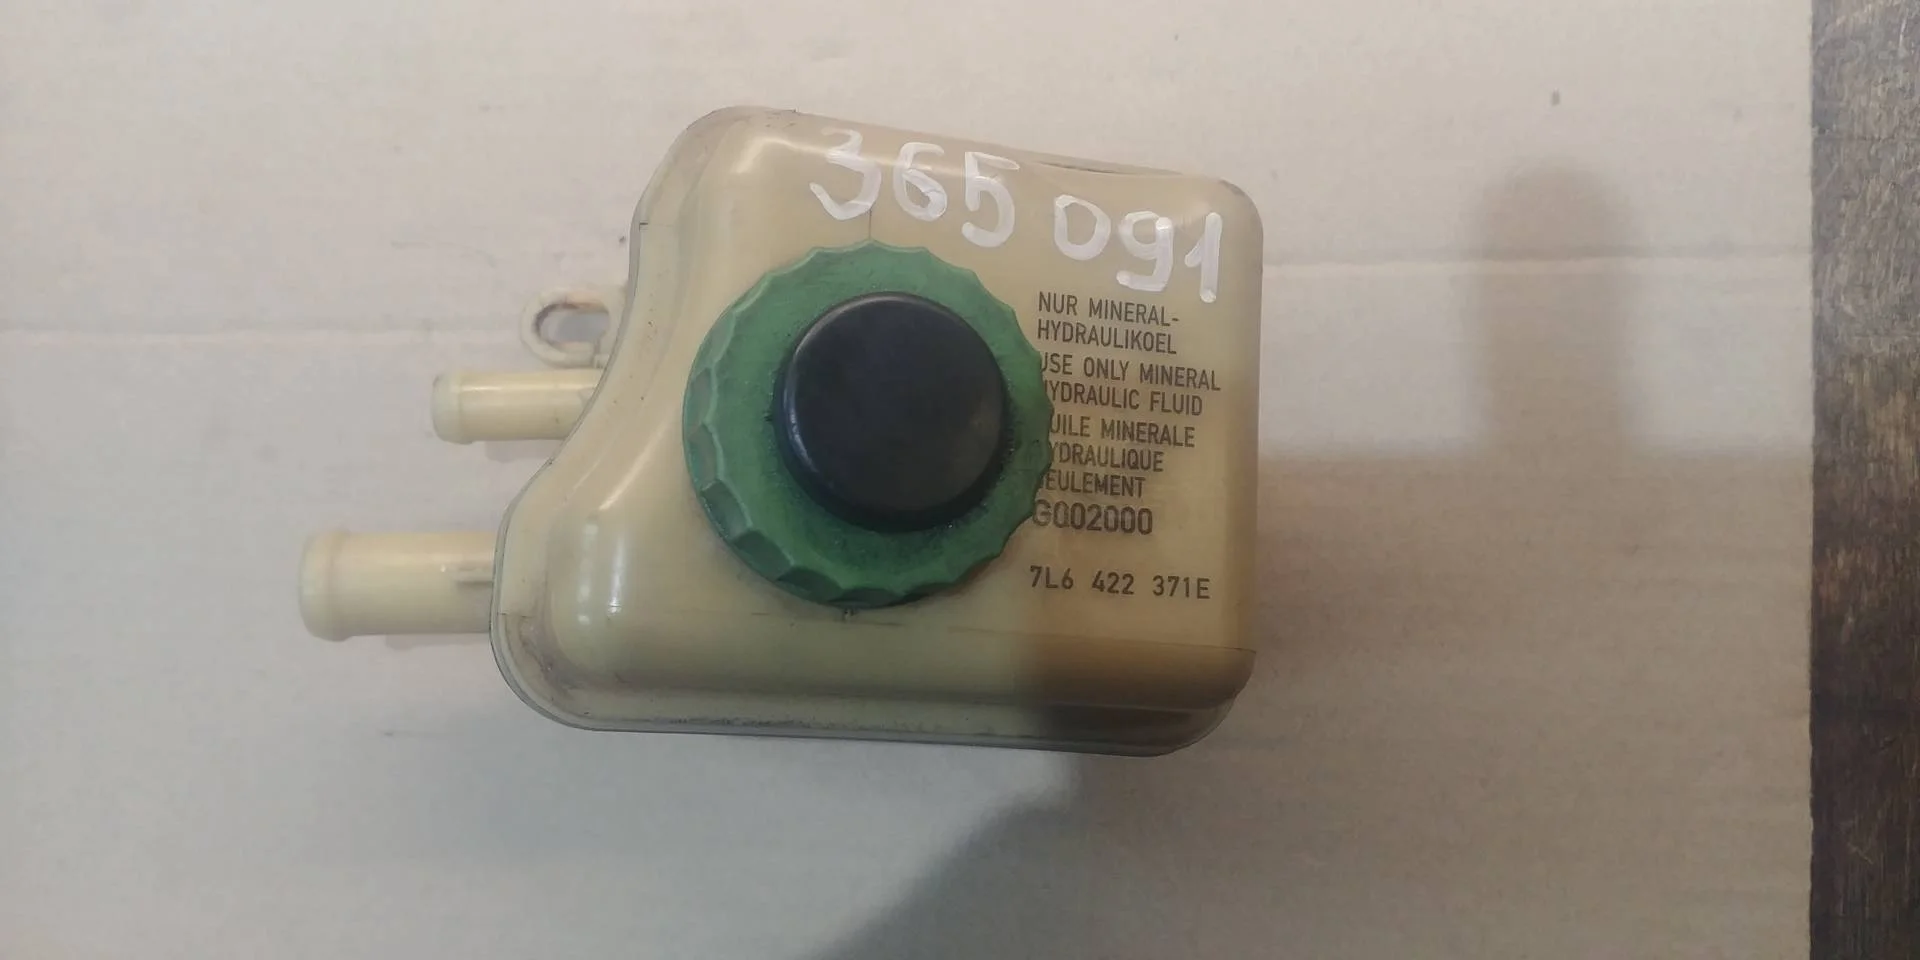 365 091
NUR MINERAL-
HYDRAULIKOEL
USE ONLY MINERAL
HYDRAULIC FLUID
HUILE MINERALE
HYDRAULIQUE
SEULEMENT
G002000
7L6 422 371E